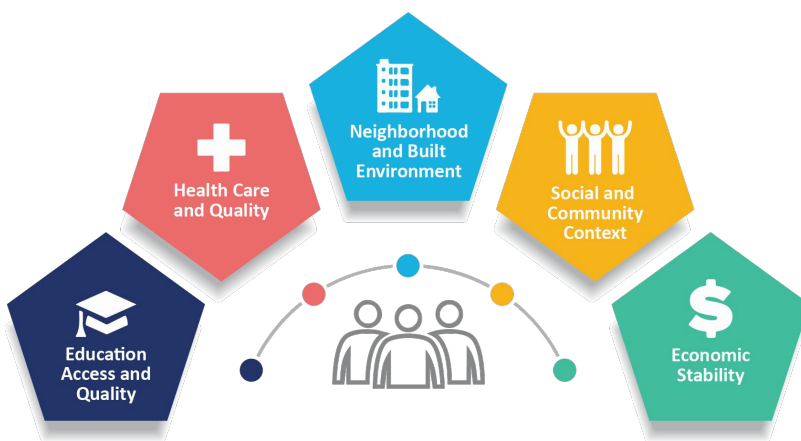 Neighborhood
and Built
Environment
Health Care
and Quality
Social and
Community
Context
Education
Access and
Quality
Economic
Stability